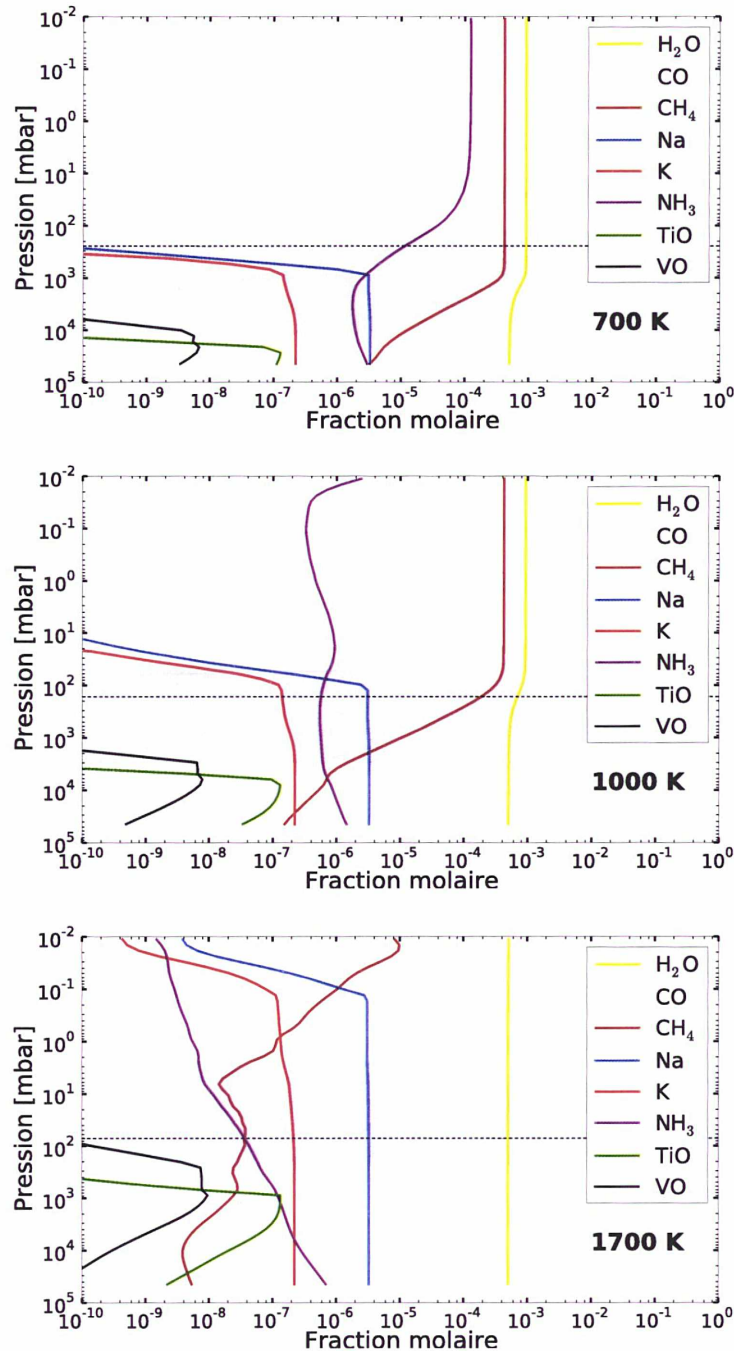 10⁻²
10⁻¹
10⁰
10¹
10²
10³
10⁴
10⁵
Pression [mbar]
H₂O
CO
CH₄
Na
K
NH₃
TiO
VO
700 K
10⁻¹⁰ 10⁻⁹ 10⁻⁸ 10⁻⁷ 10⁻⁶ 10⁻⁵ 10⁻⁴ 10⁻³ 10⁻² 10⁻¹ 10⁰
Fraction molaire
10⁻²
10⁻¹
10⁰
10¹
10²
10³
10⁴
10⁵
Pression [mbar]
H₂O
CO
CH₄
Na
K
NH₃
TiO
VO
1000 K
10⁻¹⁰ 10⁻⁹ 10⁻⁸ 10⁻⁷ 10⁻⁶ 10⁻⁵ 10⁻⁴ 10⁻³ 10⁻² 10⁻¹ 10⁰
Fraction molaire
10⁻²
10⁻¹
10⁰
10¹
10²
10³
10⁴
10⁵
Pression [mbar]
H₂O
CO
CH₄
Na
K
NH₃
TiO
VO
1700 K
10⁻¹⁰ 10⁻⁹ 10⁻⁸ 10⁻⁷ 10⁻⁶ 10⁻⁵ 10⁻⁴ 10⁻³ 10⁻² 10⁻¹ 10⁰
Fraction molaire